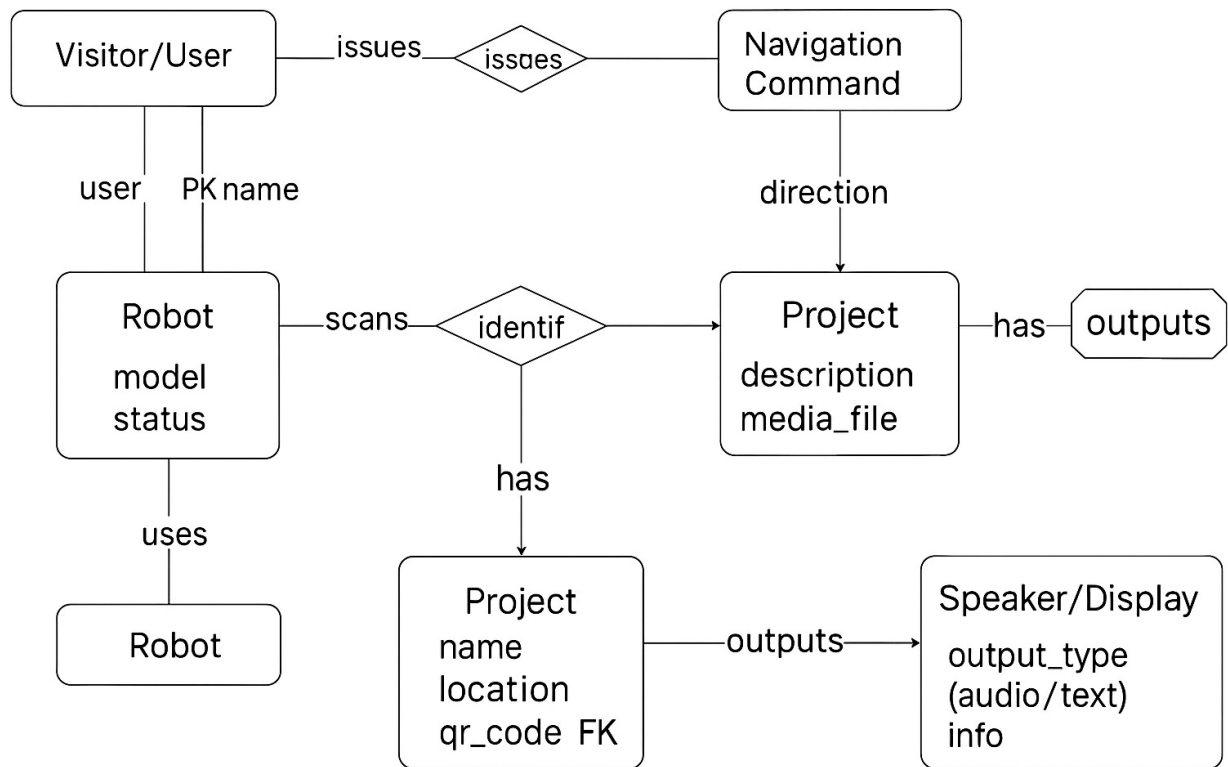 Visitor/User
issues
issaes
Navigation
Command
user
PK name
direction
Robot
model
status
scans
identif
Project
description
media_file
has
outputs
has
uses
Robot
Project
name
location
qr_code FK
outputs
Speaker/Display
output_type
(audio/text)
info